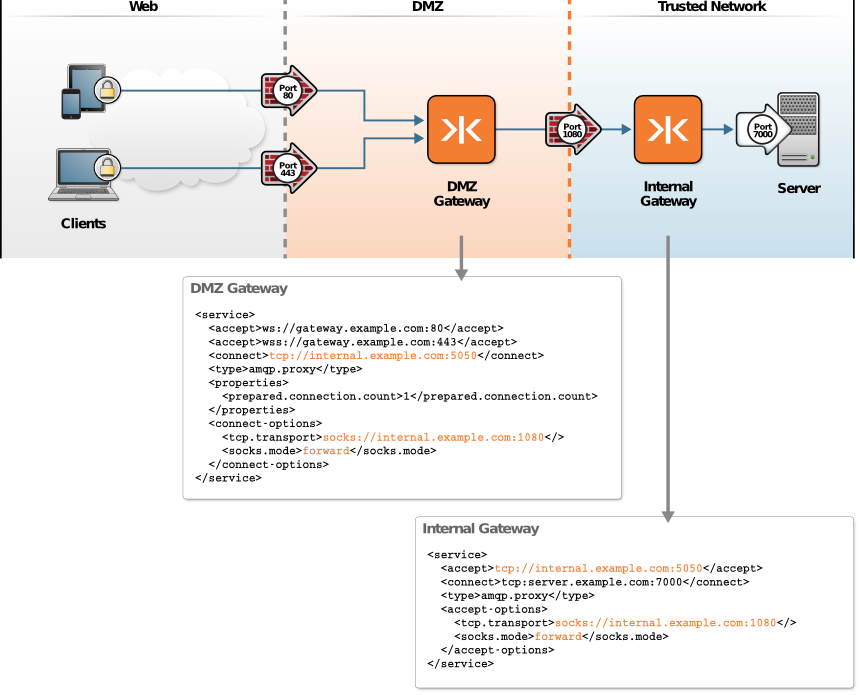 Web
DMZ
Trusted Network
Port
80
Port
443
Port
1080
Port
7000
DMZ
Gateway
Internal
Gateway
Server
Clients
DMZ Gateway
<service>
  <accept>ws://gateway.example.com:80</accept>
  <accept>wss://gateway.example.com:443</accept>
  <connect>tcp://internal.example.com:5050</connect>
  <type>amqp.proxy</type>
  <properties>
    <prepared.connection.count>1</prepared.connection.count>
  </properties>
  <connect-options>
    <tcp.transport>socks://internal.example.com:1080</>
    <socks.mode>forward</socks.mode>
  </connect-options>
</service>
Internal Gateway
<service>
  <accept>tcp://internal.example.com:5050</accept>
  <connect>tcp:server.example.com:7000</connect>
  <type>amqp.proxy</type>
  <accept-options>
    <tcp.transport>socks://internal.example.com:1080</>
    <socks.mode>forward</socks.mode>
  </accept-options>
</service>